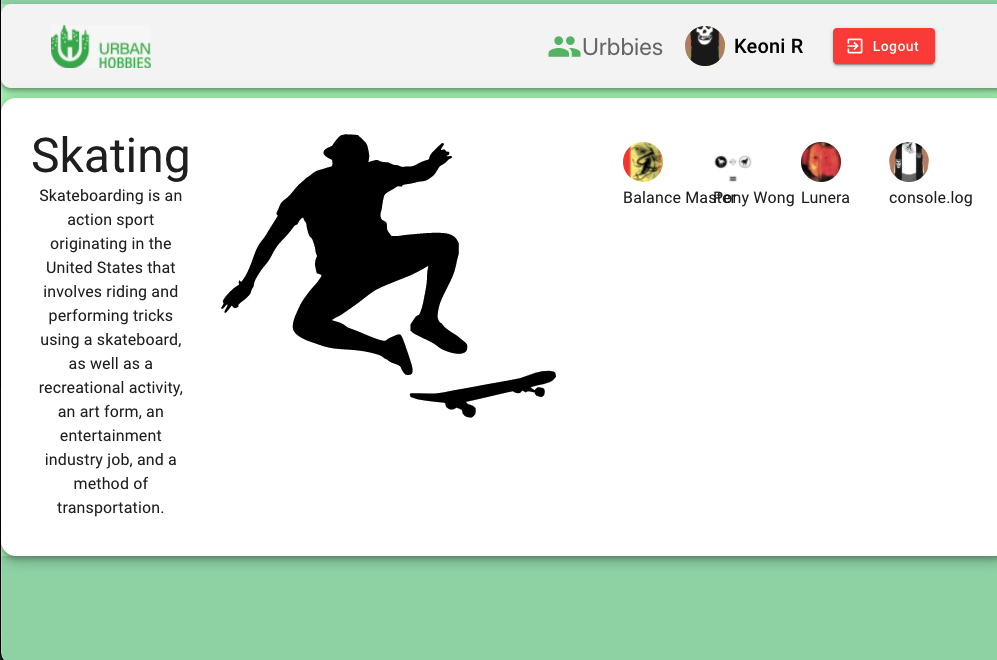 URBAN
HOBBIES
Urbbies
Keoni R
Logout
Skating
Skateboarding is an
action sport
originating in the
United States that
involves riding and
performing tricks
using a skateboard,
as well as a
recreational activity,
an art form, an
entertainment
industry job, and a
method of
transportation.
Balance Master
Pony Wong
Lunera
console.log